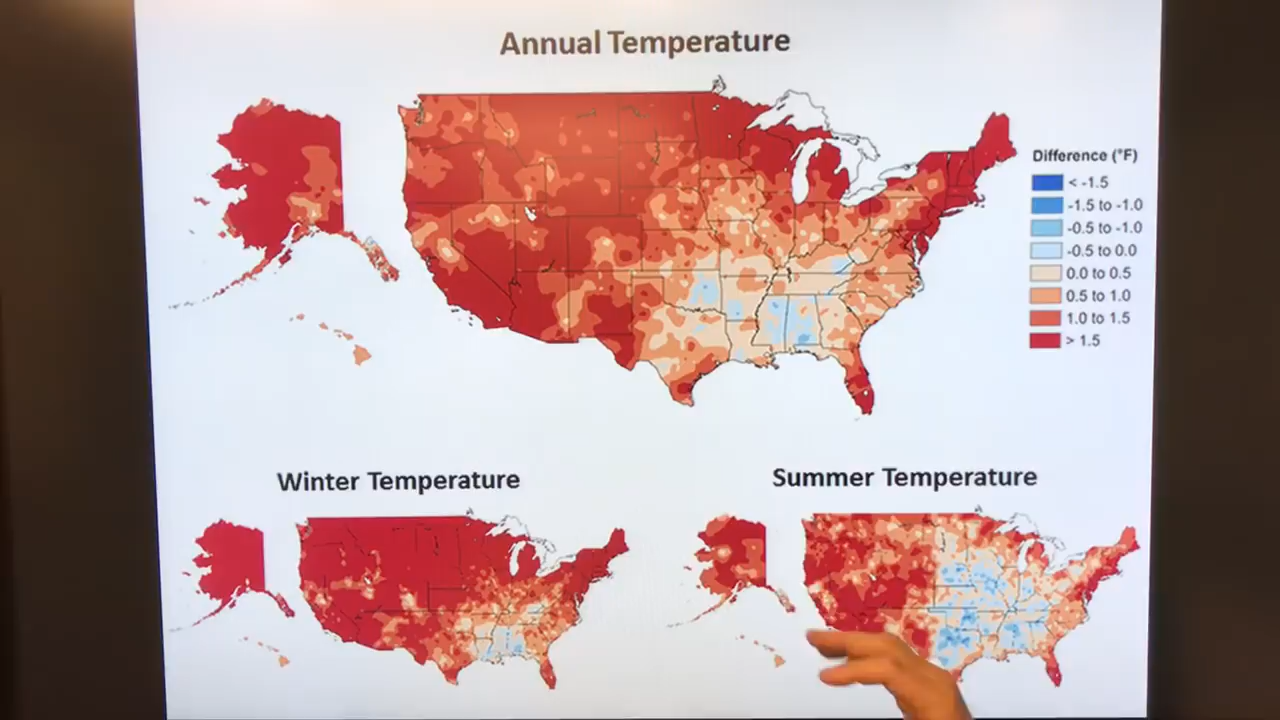 Annual Temperature
Difference (°F)
< -1.5
-1.5 to -1.0
-0.5 to -1.0
-0.5 to 0.0
0.0 to 0.5
0.5 to 1.0
1.0 to 1.5
> 1.5
Winter Temperature
Summer Temperature